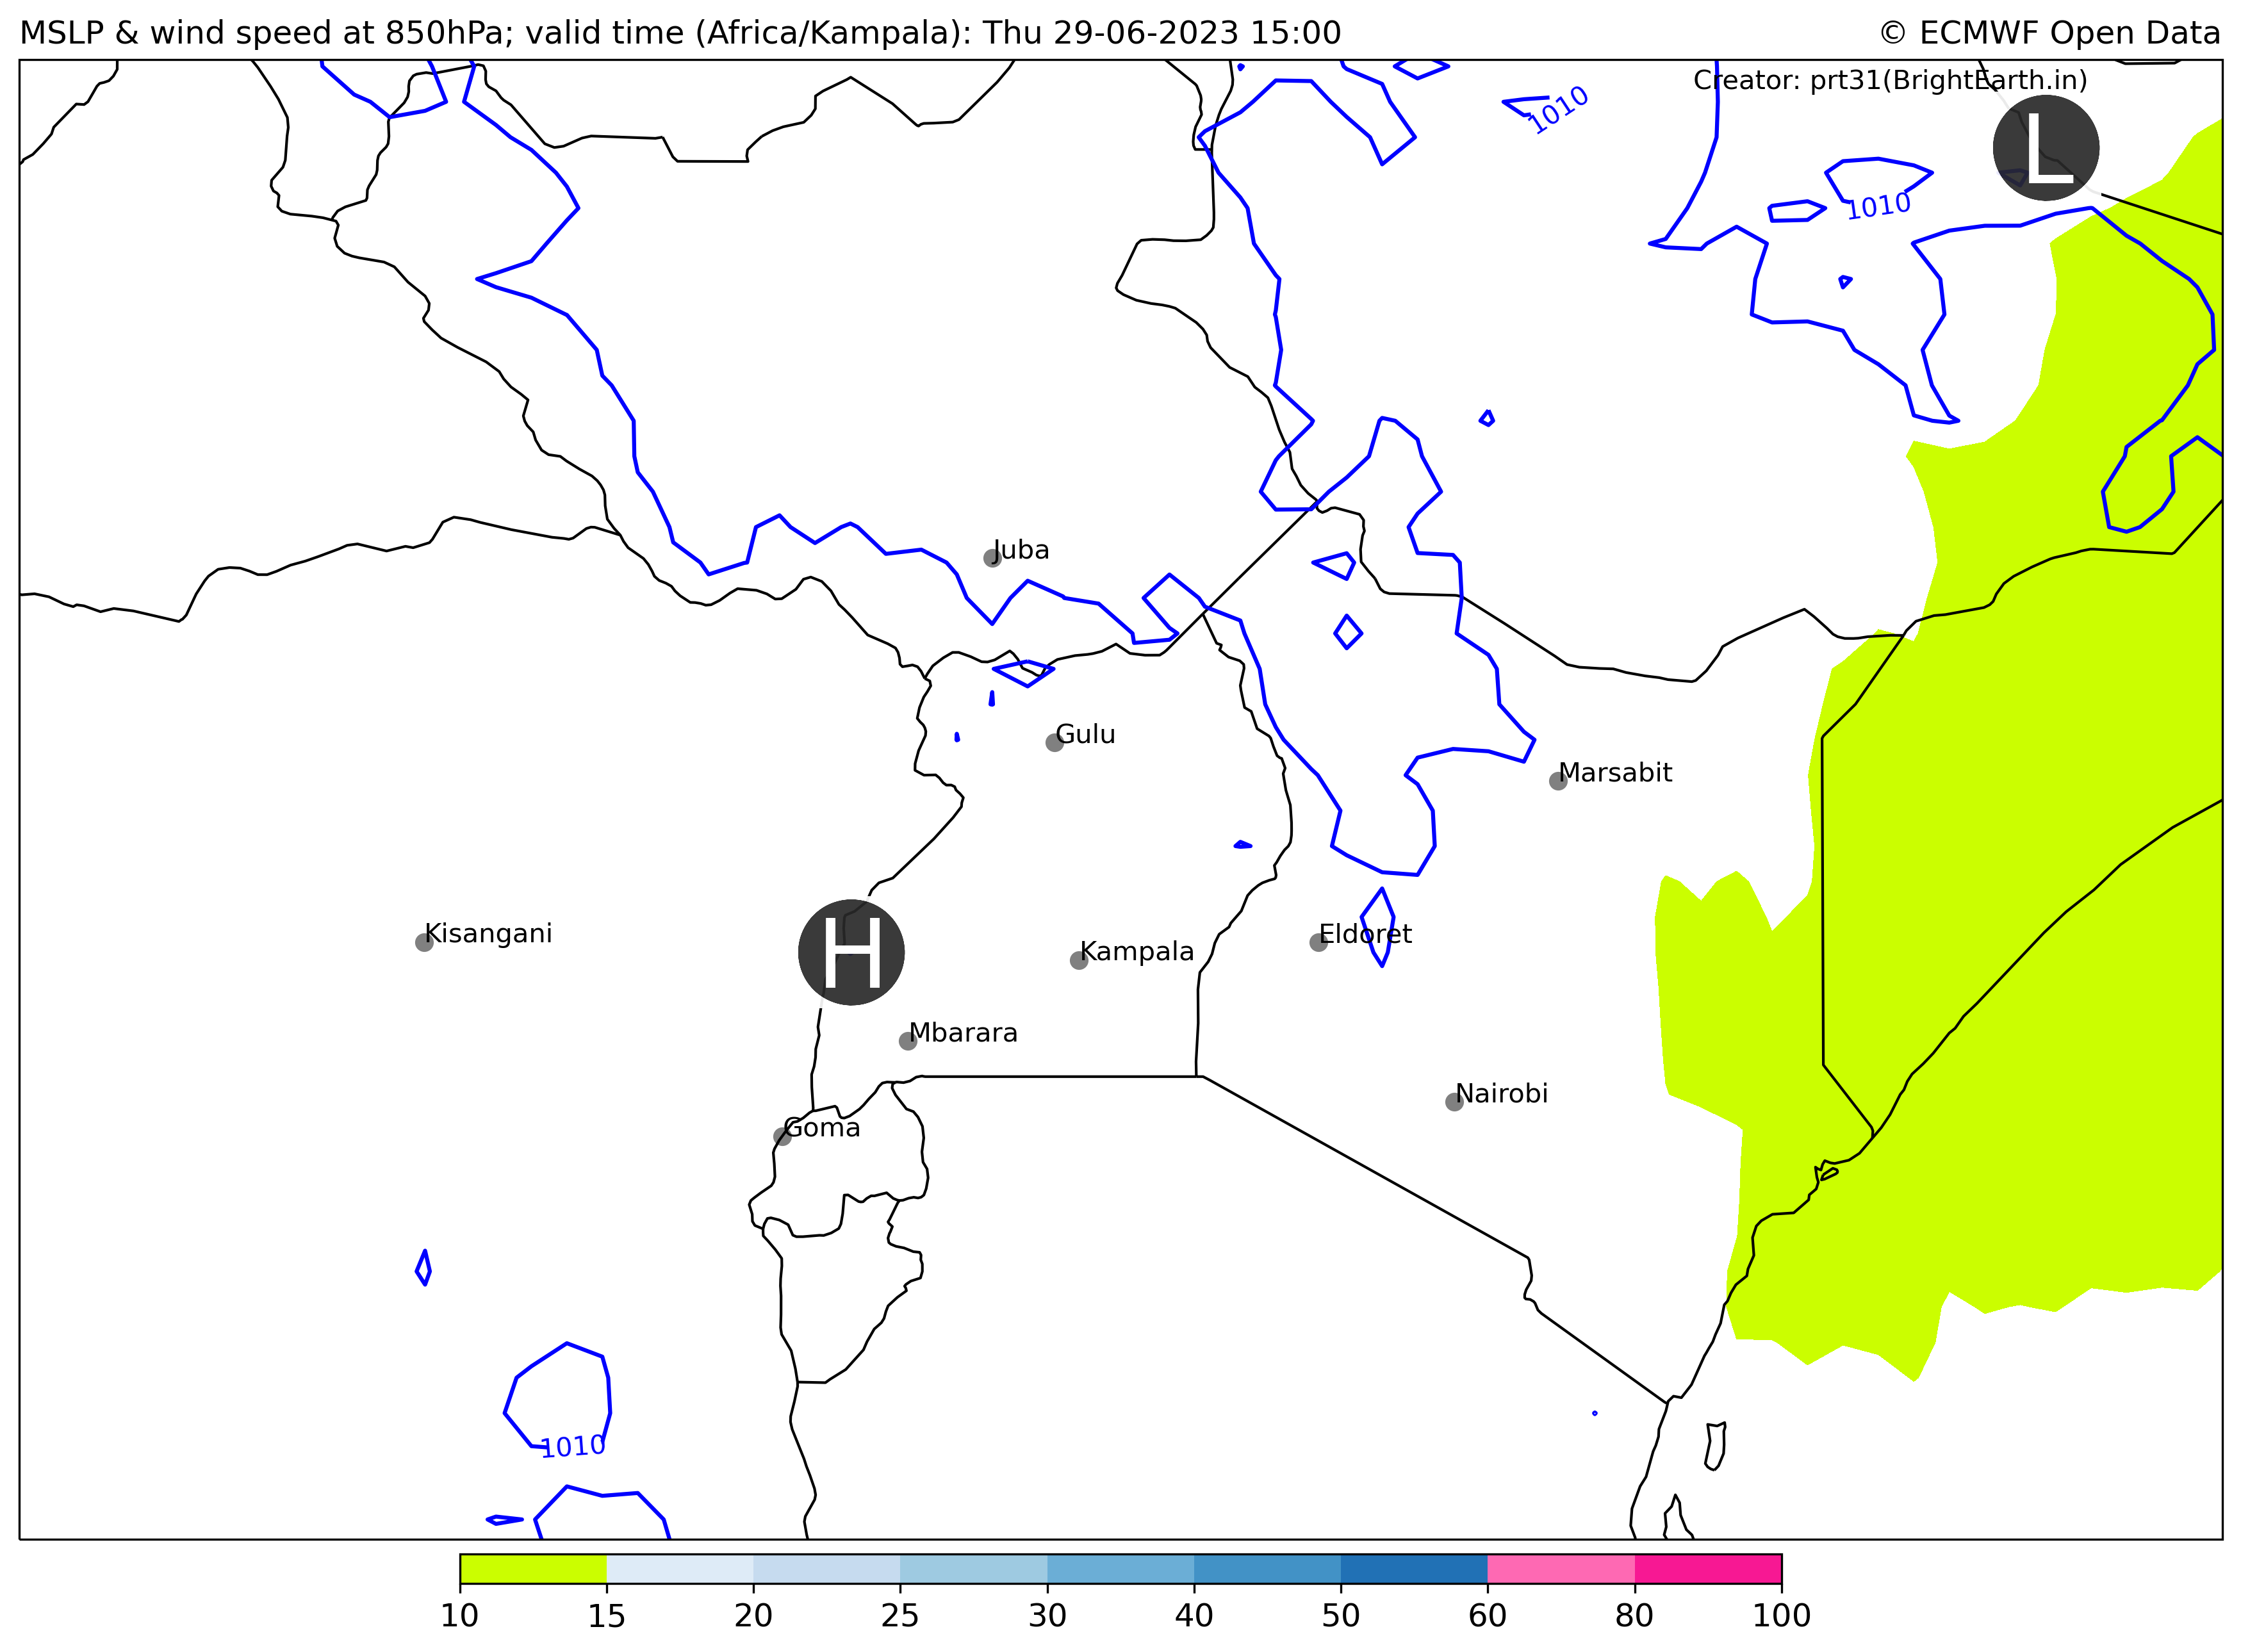 MSLP & wind speed at 850hPa; valid time (Africa/Kampala): Thu 29-06-2023 15:00
© ECMWF Open Data
Creator: prt31(BrightEarth.in)
1010
L
1010
Juba
Gulu
Marsabit
Kisangani
H
Kampala
Eldoret
Mbarara
Nairobi
Goma
1010
10 15 20 25 30 40 50 60 80 100